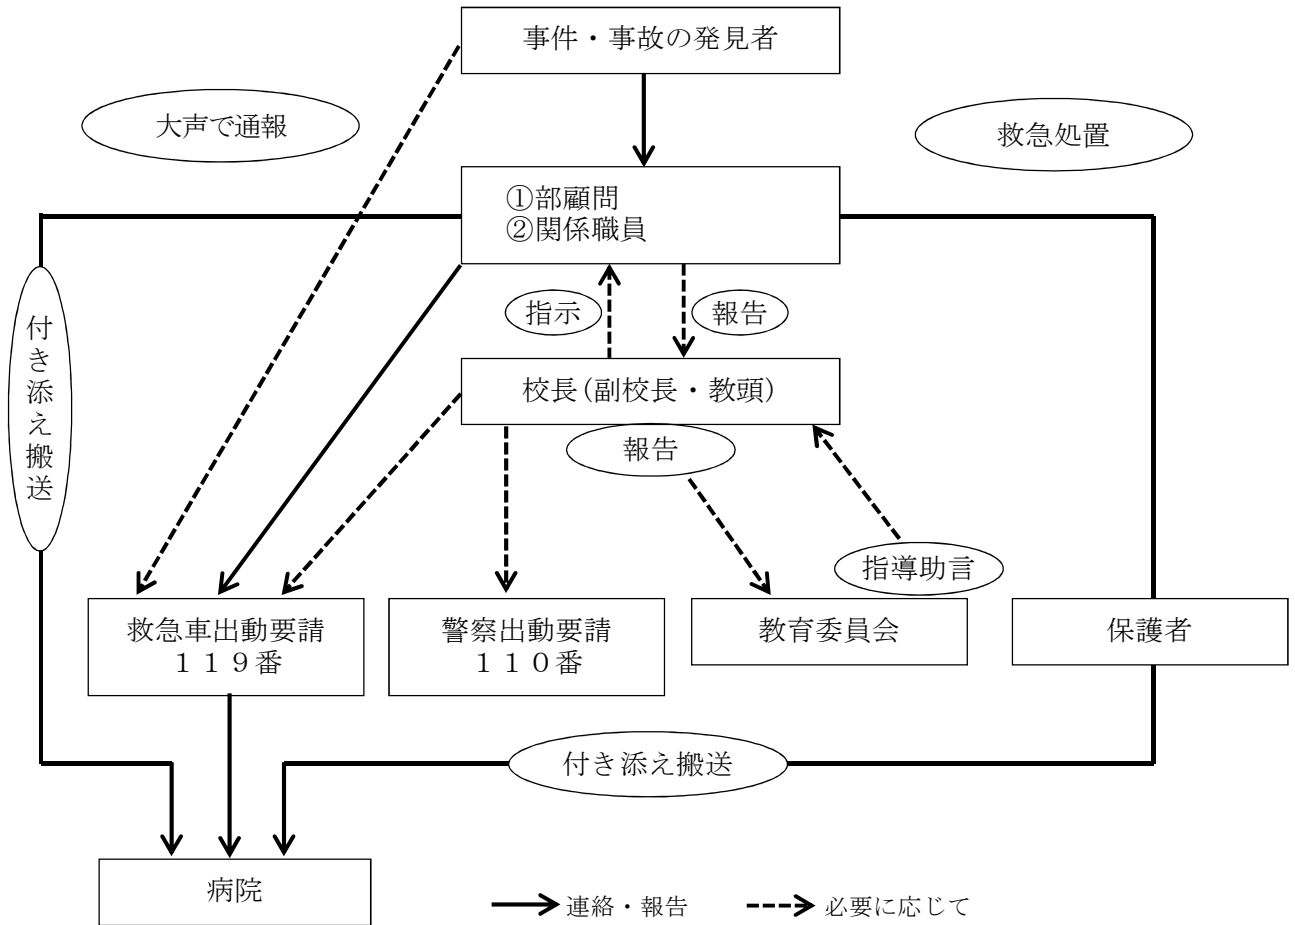 事件・事故の発見者
大声で通報
救急処置
①部顧問
②関係職員
付き添え搬送
指示
報告
校長(副校長・教頭)
報告
指導助言
救急車出動要請
１１９番
警察出動要請
１１０番
教育委員会
保護者
付き添え搬送
病院
連絡・報告
必要に応じて